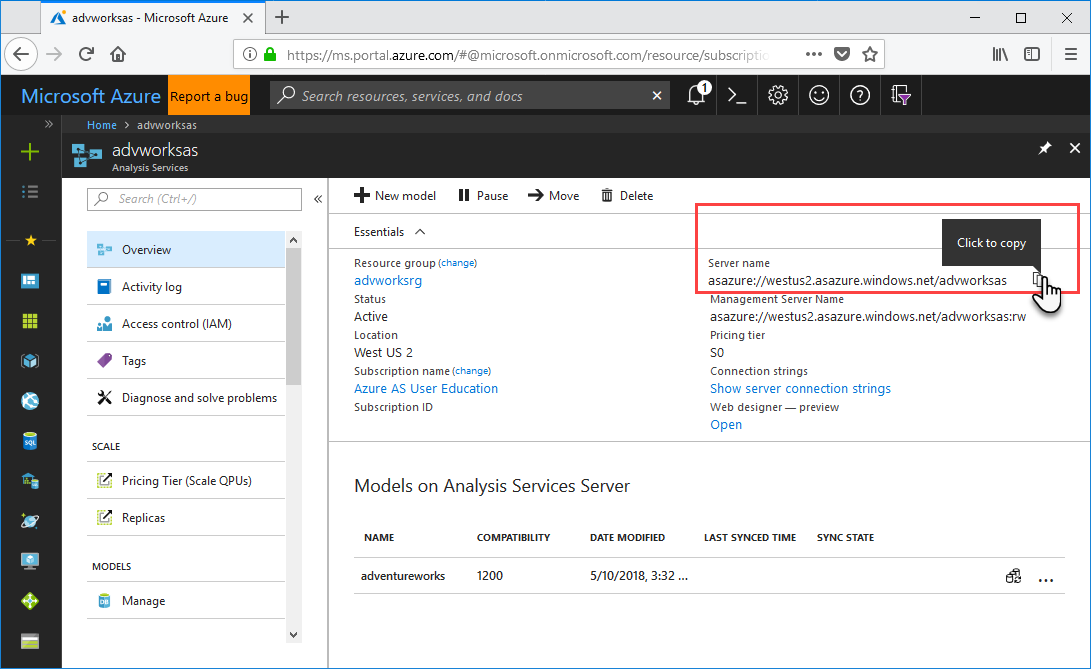 advworksas - Microsoft Azure
https://ms.portal.azure.com/#@microsoft.onmicrosoft.com/resource/subscriptio
Microsoft Azure
Report a bug
Search resources, services, and docs
1
Home > advworksas
advworksas
Analysis Services
Search (Ctrl+/)
Overview
Activity log
Access control (IAM)
Tags
Diagnose and solve problems
SCALE
Pricing Tier (Scale QPUs)
Replicas
MODELS
Manage
New model
Pause
Move
Delete
Essentials
Click to copy
Resource group (change)
advworksrg
Status
Active
Location
West US 2
Subscription name (change)
Azure AS User Education
Subscription ID
Server name
asazure://westus2.asazure.windows.net/advworksas
Management Server Name
asazure://westus2.asazure.windows.net/advworksas:rw
Pricing tier
S0
Connection strings
Show server connection strings
Web designer — preview
Open
Models on Analysis Services Server
NAME COMPATIBILITY DATE MODIFIED LAST SYNCED TIME SYNC STATE
adventureworks 1200 5/10/2018, 3:32 ...
SQL